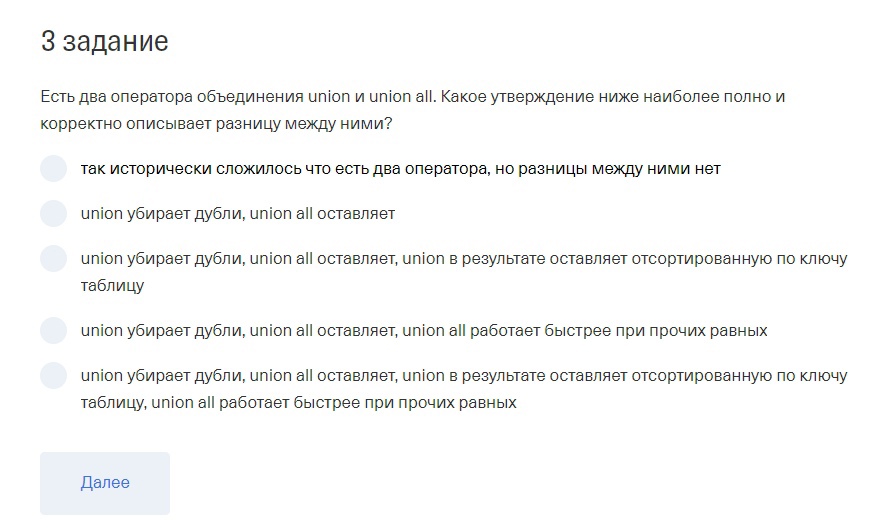 3 задание
Есть два оператора объединения union и union all. Какое утверждение ниже наиболее полно и
корректно описывает разницу между ними?
так исторически сложилось что есть два оператора, но разницы между ними нет
union убирает дубли, union all оставляет
union убирает дубли, union all оставляет, union в результате оставляет отсортированную по ключу
таблицу
union убирает дубли, union all оставляет, union all работает быстрее при прочих равных
union убирает дубли, union all оставляет, union в результате оставляет отсортированную по ключу
таблицу, union all работает быстрее при прочих равных
Далее